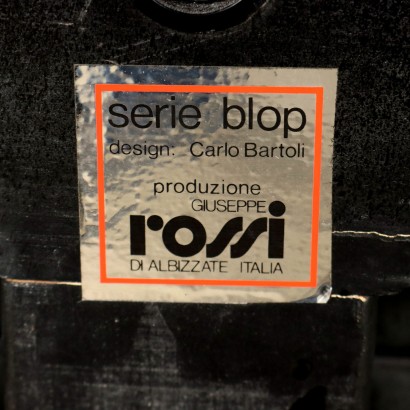 serie blop
design: Carlo Bartoli
produzione
GIUSEPPE
rossi
DI ALBIZZATE ITALIA